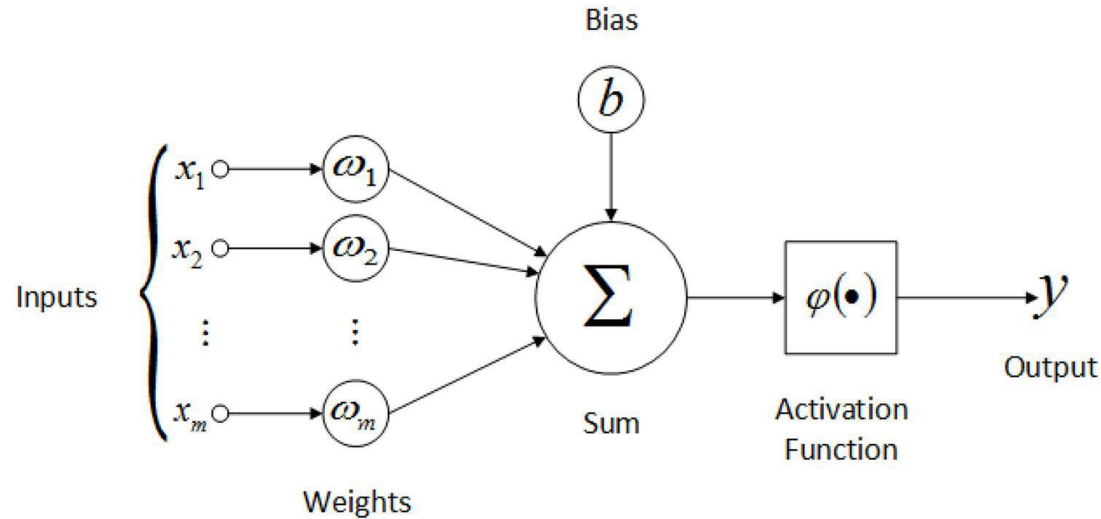 Bias
b
x₁ ω₁
x₂ ω₂
Inputs
⋮ ⋮
Σ φ(•) y
Output
xₘ ωₘ
Sum
Activation
Function
Weights